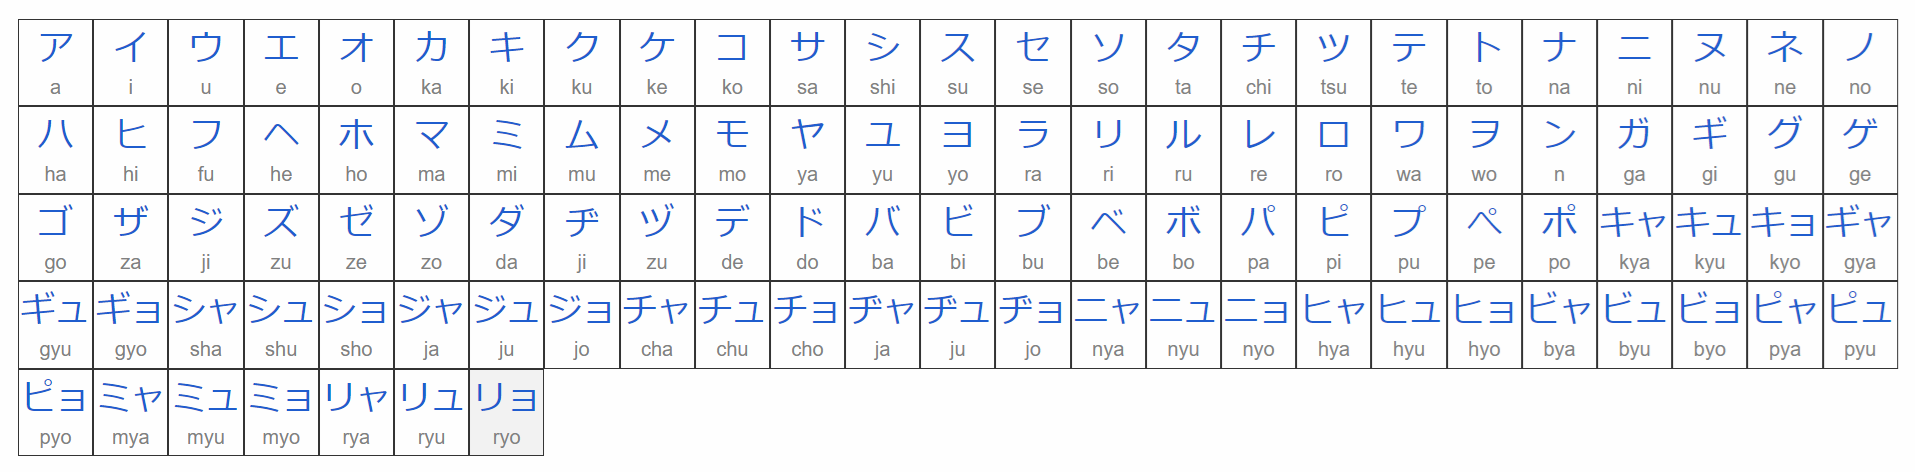 ア イ ウ エ オ カ キ ク ケ コ サ シ ス セ ソ タ チ ツ テ ト ナ ニ ヌ ネ ノ
a i u e o ka ki ku ke ko sa shi su se so ta chi tsu te to na ni nu ne no
ハ ヒ フ ヘ ホ マ ミ ム メ モ ヤ ユ ヨ ラ リ ル レ ロ ワ ヲ ン ガ ギ グ ゲ
ha hi fu he ho ma mi mu me mo ya yu yo ra ri ru re ro wa wo n ga gi gu ge
ゴ ザ ジ ズ ゼ ゾ ダ ヂ ヅ デ ド バ ビ ブ ベ ボ パ ピ プ ペ ポ キャ キュ キョ ギャ
go za ji zu ze zo da ji zu de do ba bi bu be bo pa pi pu pe po kya kyu kyo gya
ギュ ギョ シャ シュ ショ ジャ ジュ ジョ チャ チュ チョ ヂャ ヂュ ヂョ ニャ ニュ ニョ ヒャ ヒュ ヒョ ビャ ビュ ビョ ピャ ピュ
gyu gyo sha shu sho ja ju jo cha chu cho ja ju jo nya nyu nyo hya hyu hyo bya byu byo pya pyu
ピョ ミャ ミュ ミョ リャ リュ リョ
pyo mya myu myo rya ryu ryo